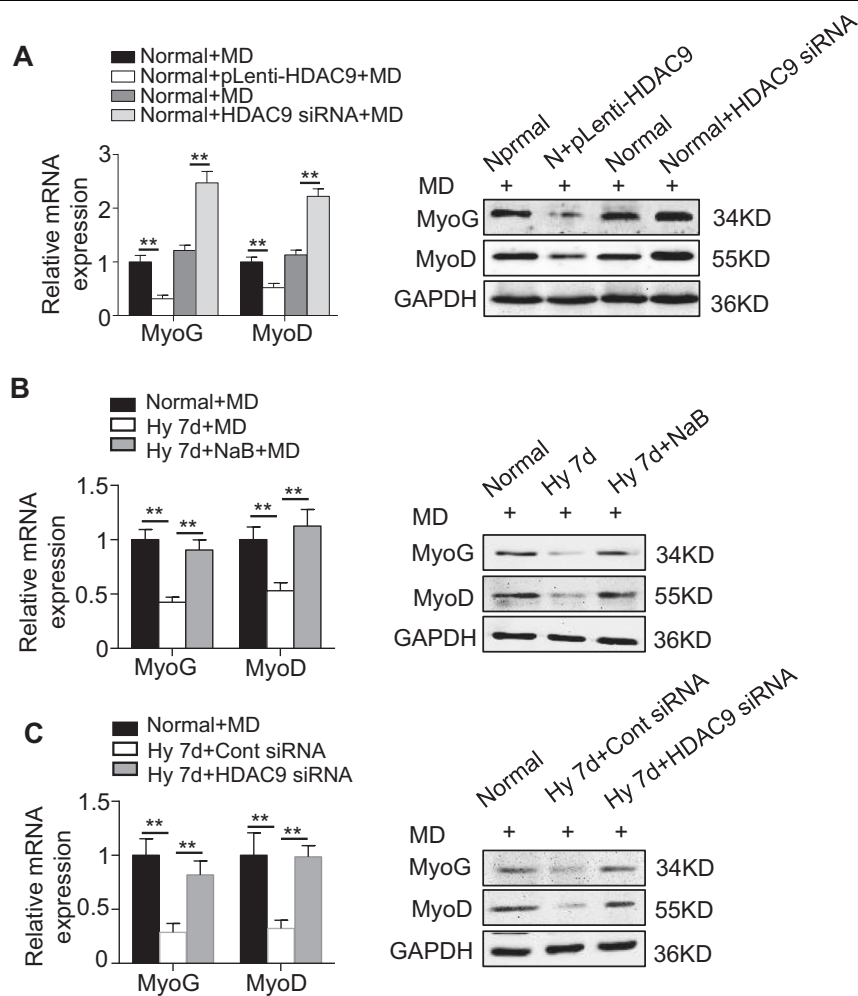 A
Normal+MD
Normal+pLenti-HDAC9+MD
Normal+MD
Normal+HDAC9 siRNA+MD
Relative mRNA
expression
3
2
1
0
**
**
**
**
MyoG
MyoD
Nprmal
N+pLenti-HDAC9
Normal
Normal+HDAC9 siRNA
MD
+
+
+
+
MyoG
34KD
MyoD
55KD
GAPDH
36KD
B
Normal+MD
Hy 7d+MD
Hy 7d+NaB+MD
Relative mRNA
expression
1.5
1
0.5
0
**
**
**
**
MyoG
MyoD
Normal
Hy 7d
Hy 7d+NaB
MD
+
+
+
MyoG
34KD
MyoD
55KD
GAPDH
36KD
C
Normal+MD
Hy 7d+Cont siRNA
Hy 7d+HDAC9 siRNA
Relative mRNA
expression
1.5
1
0.5
0
**
**
**
**
MyoG
MyoD
Normal
Hy 7d+Cont siRNA
Hy 7d+HDAC9 siRNA
MD
+
+
+
MyoG
34KD
MyoD
55KD
GAPDH
36KD